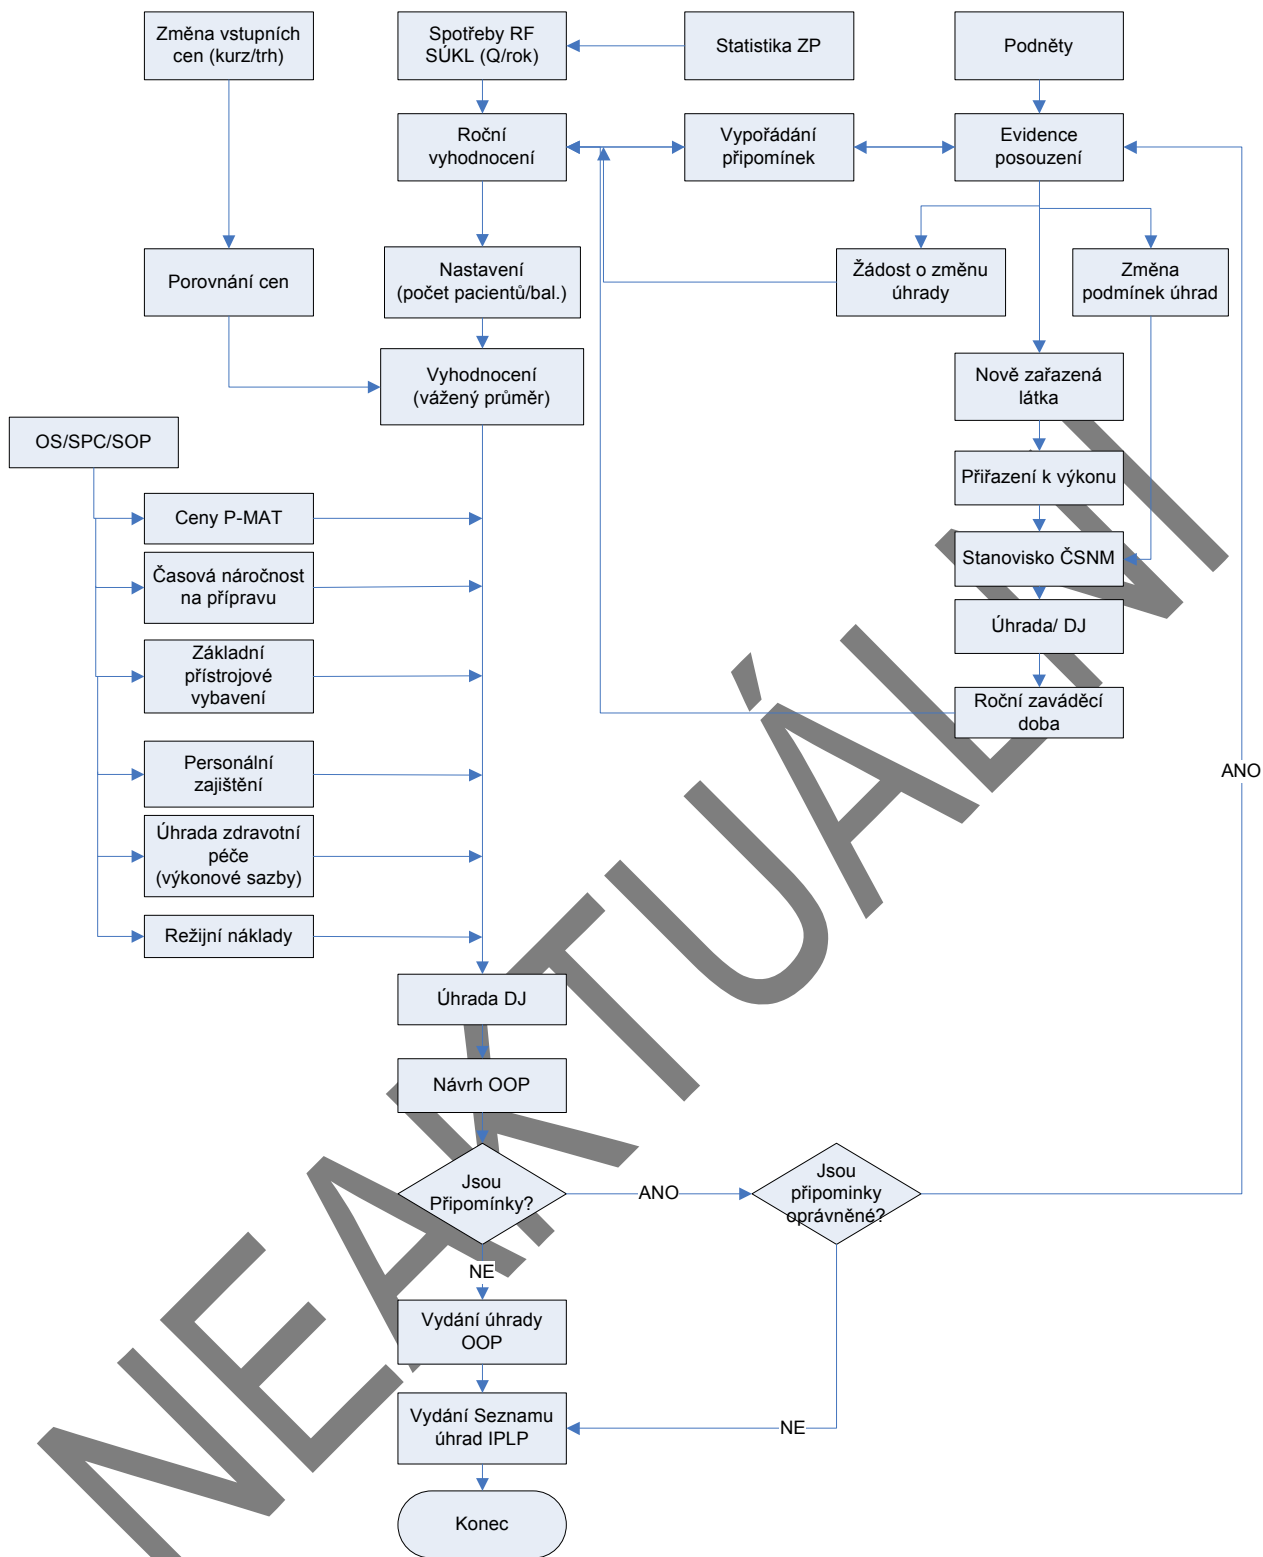 Změna vstupních
cen (kurz/trh)
Spotřeby RF
SÚKL (Q/rok)
Statistika ZP
Podněty
Roční
vyhodnocení
Vypořádání
připomínek
Evidence
posouzení
Porovnání cen
Nastavení
(počet pacientů/bal.)
Žádost o změnu
úhrady
Změna
podmínek úhrad
Vyhodnocení
(vážený průměr)
Nově zařazená
látka
OS/SPC/SOP
Přiřazení k výkonu
Ceny P-MAT
Stanovisko ČSNM
Časová náročnost
na přípravu
Úhrada/ DJ
Základní
přístrojové
vybavení
Roční zaváděcí
doba
Personální
zajištění
ANO
Úhrada zdravotní
péče
(výkonové sazby)
Režijní náklady
Úhrada DJ
Návrh OOP
Jsou
Připomínky?
ANO
Jsou
připominky
oprávněné?
NE
Vydání úhrady
OOP
Vydání Seznamu
úhrad IPLP
NE
Konec
NEAKTUÁLNÍ